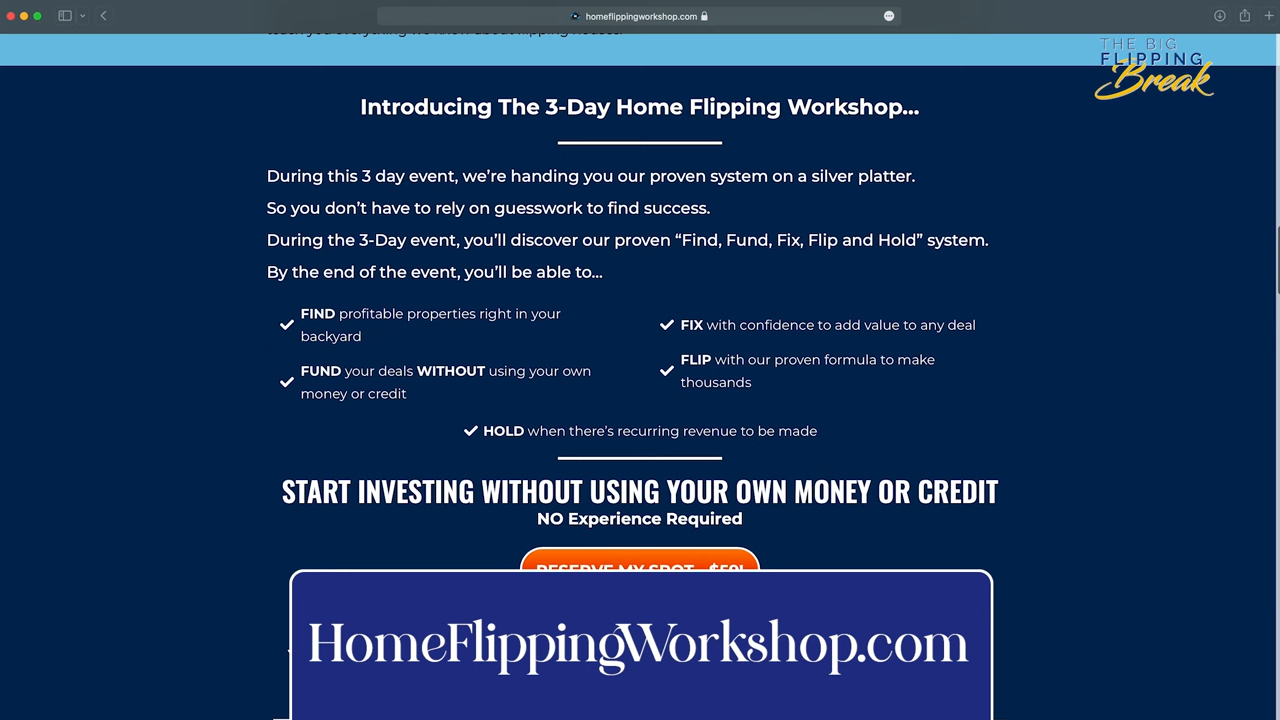 homeflippingworkshop.com
THE BIG
FLIPPING
Break
Introducing The 3-Day Home Flipping Workshop...
During this 3 day event, we're handing you our proven system on a silver platter.
So you don't have to rely on guesswork to find success.
During the 3-Day event, you'll discover our proven “Find, Fund, Fix, Flip and Hold” system.
By the end of the event, you'll be able to...
FIND profitable properties right in your
backyard
FUND your deals WITHOUT using your own
money or credit
FIX with confidence to add value to any deal
FLIP with our proven formula to make
thousands
HOLD when there's recurring revenue to be made
START INVESTING WITHOUT USING YOUR OWN MONEY OR CREDIT
NO Experience Required
RESERVE MY SPOT
HomeFlippingWorkshop.com